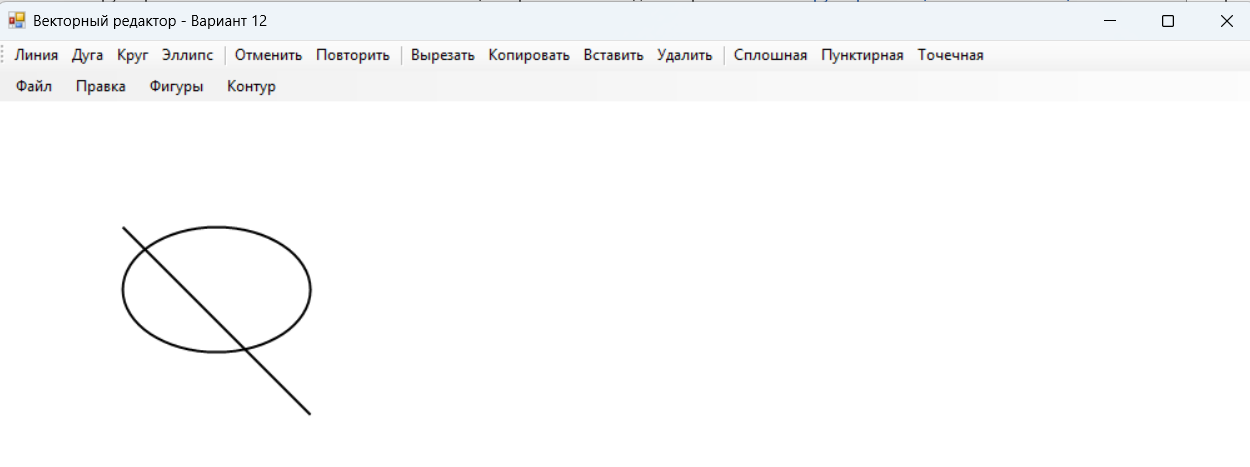 Векторный редактор - Вариант 12
Линия Дуга Круг Эллипс Отменить Повторить Вырезать Копировать Вставить Удалить Сплошная Пунктирная Точечная
Файл Правка Фигуры Контур